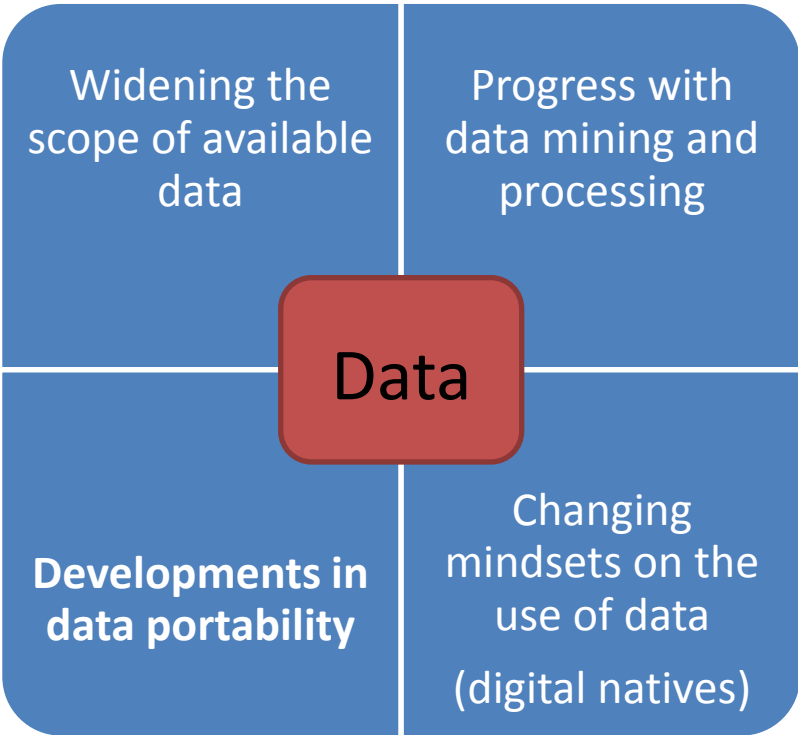 Widening the
scope of available
data
Progress with
data mining and
processing
Data
Developments in
data portability
Changing
mindsets on the
use of data
(digital natives)